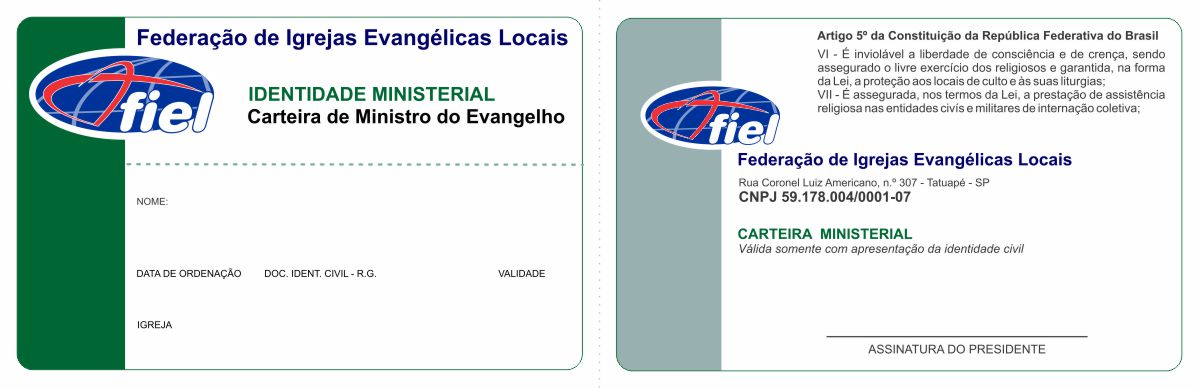 Federação de Igrejas Evangélicas Locais
fiel
IDENTIDADE MINISTERIAL
Carteira de Ministro do Evangelho
NOME:
DATA DE ORDENAÇÃO DOC. IDENT. CIVIL - R.G. VALIDADE
IGREJA
Artigo 5º da Constituição da República Federativa do Brasil
VI - É inviolável a liberdade de consciência e de crença, sendo
assegurado o livre exercício dos religiosos e garantida, na forma
da Lei, a proteção aos locais de culto e às suas liturgias;
VII - É assegurada, nos termos da Lei, a prestação de assistência
religiosa nas entidades civís e militares de internação coletiva;
fiel
Federação de Igrejas Evangélicas Locais
Rua Coronel Luiz Americano, n.º 307 - Tatuapé - SP
CNPJ 59.178.004/0001-07
CARTEIRA MINISTERIAL
Válida somente com apresentação da identidade civil
ASSINATURA DO PRESIDENTE